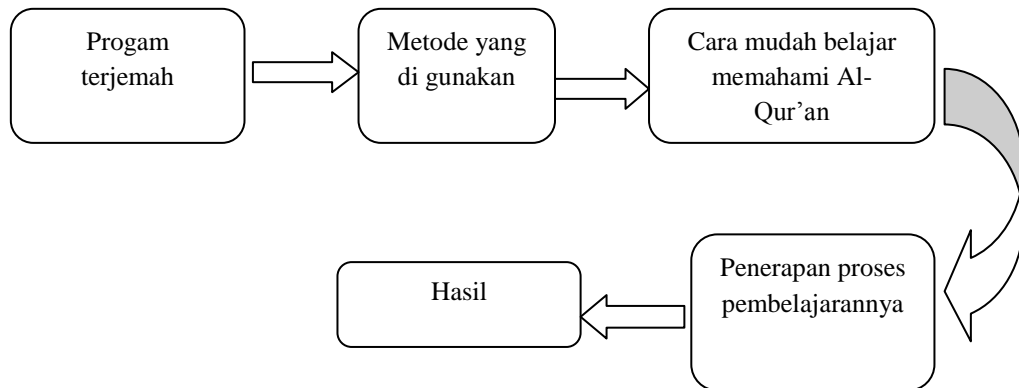 Progam
terjemah
Metode yang
di gunakan
Cara mudah belajar
memahami Al-
Qur’an
Penerapan proses
pembelajarannya
Hasil